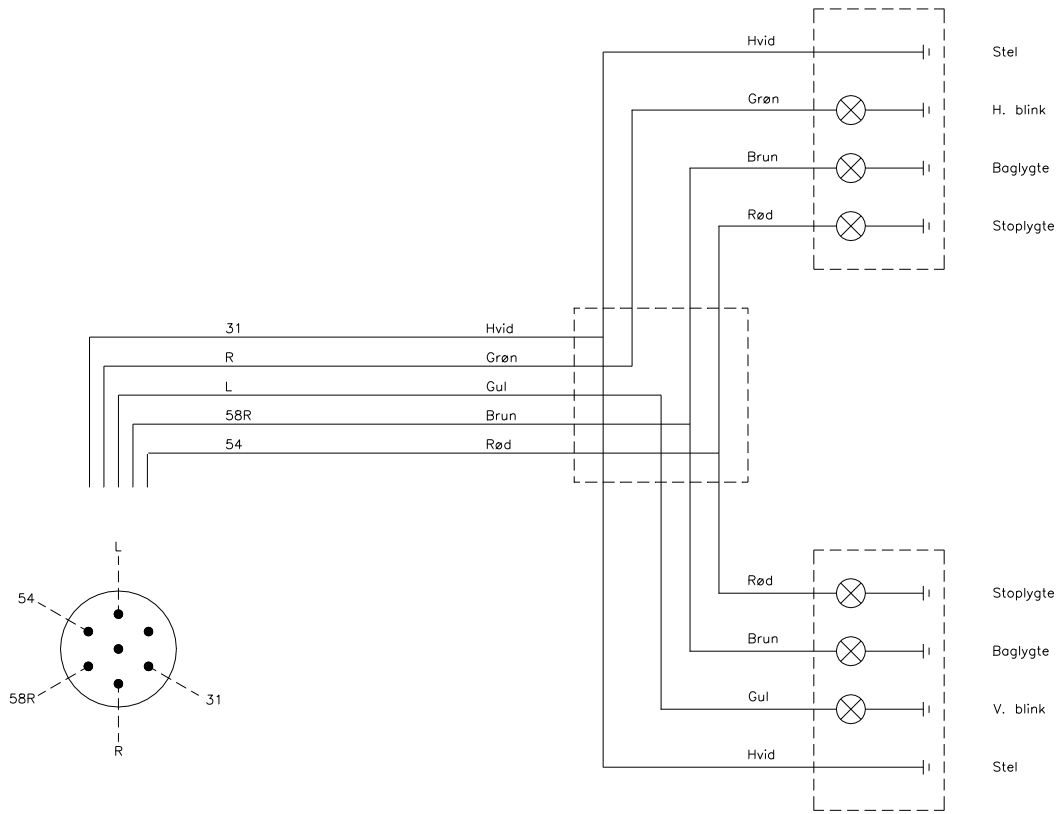 Hvid Stel
Grøn H. blink
Brun Baglygte
Rød Stoplygte
31 Hvid
R Grøn
L Gul
58R Brun
54 Rød
L
54
58R
31
R
Rød Stoplygte
Brun Baglygte
Gul V. blink
Hvid Stel